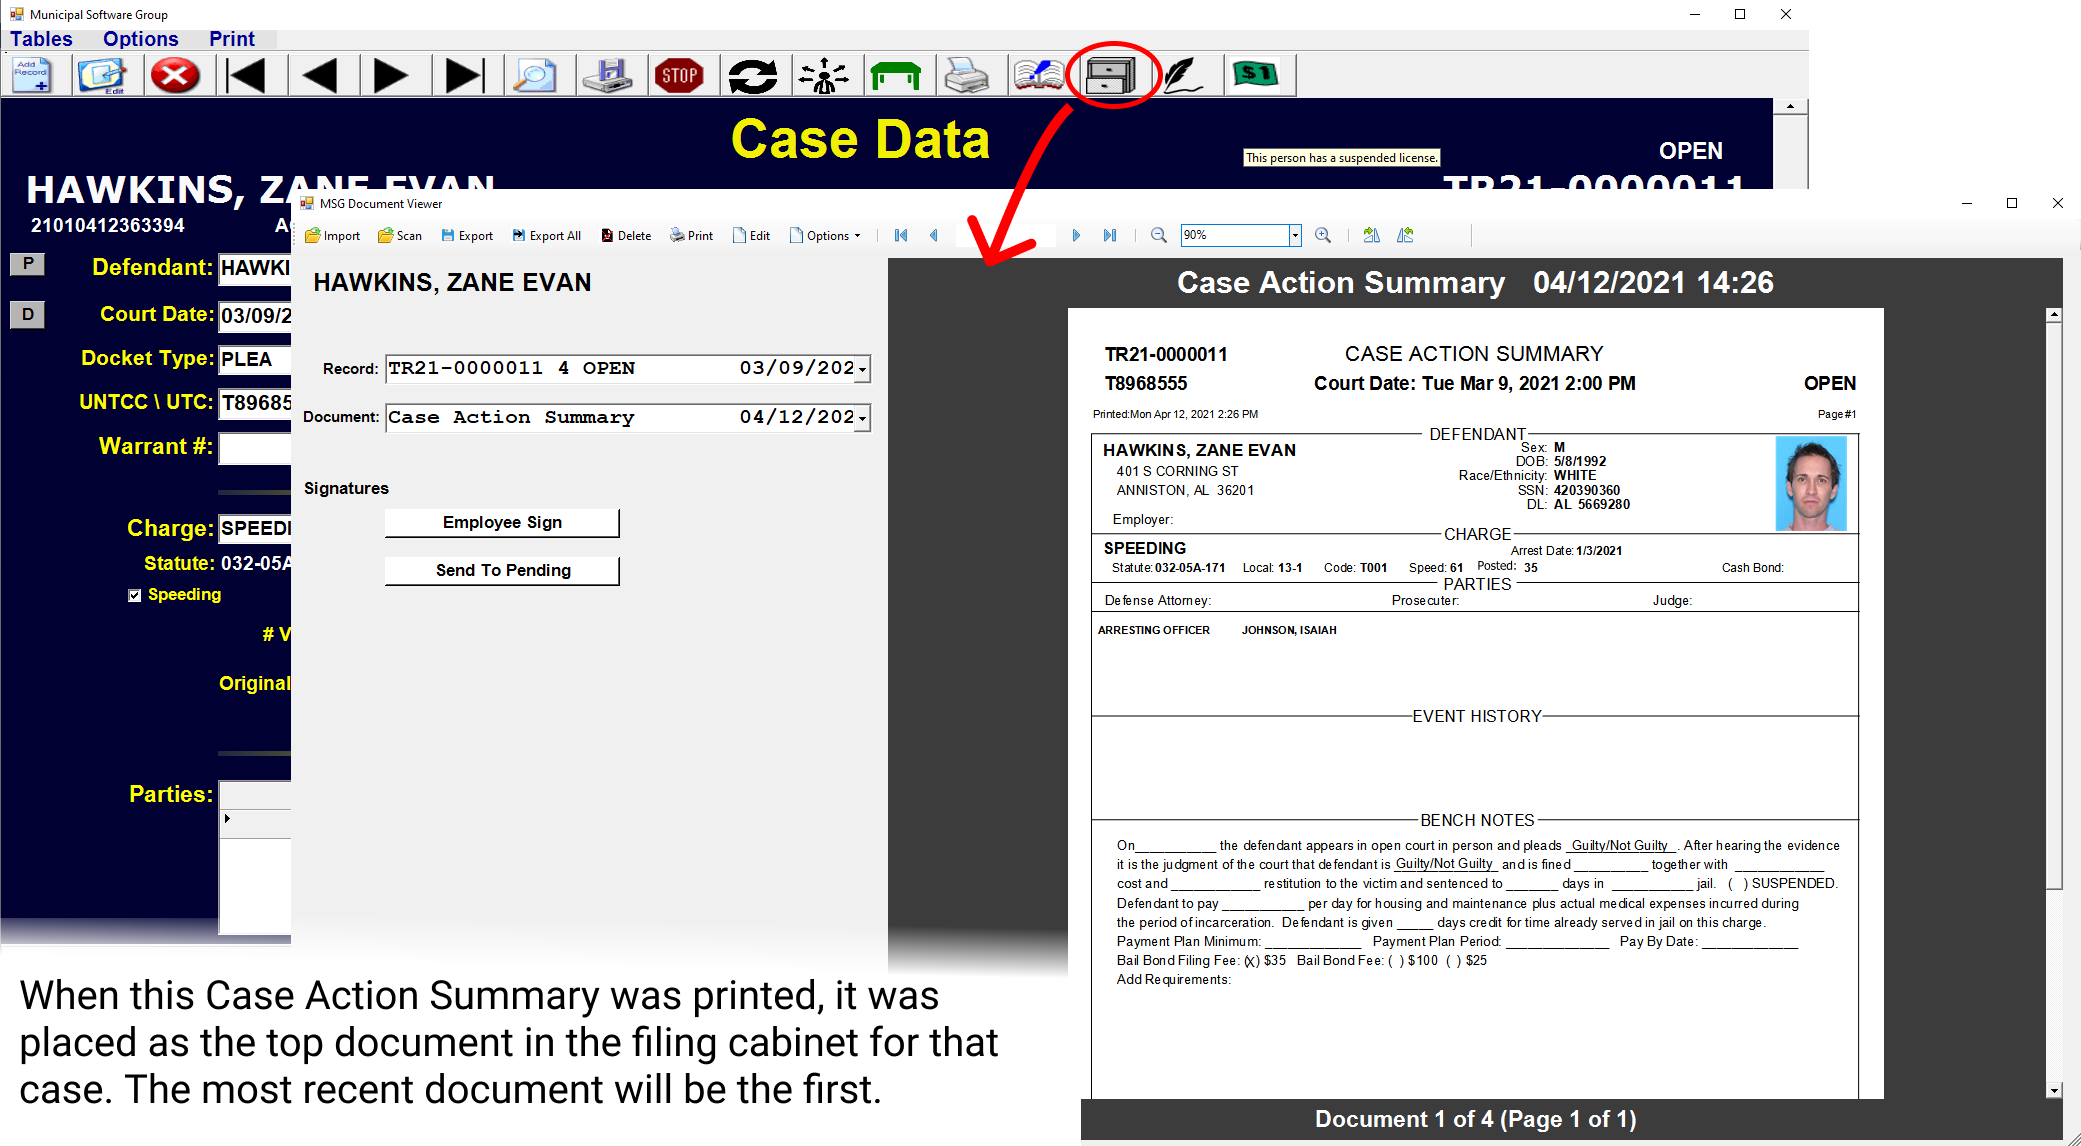 Municipal Software Group
Tables Options Print
Add Record
Edit
STOP
$1
Case Data
This person has a suspended license.
OPEN
HAWKINS, ZANE EVAN
TR21-0000011
21010412363394
P
Defendant: HAWKI
D
Court Date: 03/09/2
Docket Type: PLEA
UNTCC \ UTC: T89685
Warrant #:
Charge: SPEEDI
Statute: 032-05A
Speeding
# V
Original
Parties:
MSG Document Viewer
Import Scan Export Export All Delete Print Edit Options 90%
HAWKINS, ZANE EVAN
Record: TR21-0000011 4 OPEN 03/09/202
Document: Case Action Summary 04/12/202
Signatures
Employee Sign
Send To Pending
Case Action Summary 04/12/2021 14:26
TR21-0000011 CASE ACTION SUMMARY
T8968555 Court Date: Tue Mar 9, 2021 2:00 PM OPEN
Printed:Mon Apr 12, 2021 2:26 PM Page#1
DEFENDANT
HAWKINS, ZANE EVAN
401 S CORNING ST
ANNISTON, AL 36201
Employer:
Sex: M
DOB: 5/8/1992
Race/Ethnicity: WHITE
SSN: 420390360
DL: AL 5669280
CHARGE
SPEEDING Arrest Date: 1/3/2021
Statute: 032-05A-171 Local: 13-1 Code: T001 Speed: 61 Posted: 35 Cash Bond:
PARTIES
Defense Attorney: Prosecuter: Judge:
ARRESTING OFFICER JOHNSON, ISAIAH
EVENT HISTORY
BENCH NOTES
On___________ the defendant appears in open court in person and pleads _Guilty/Not Guilty_. After hearing the evidence
it is the judgment of the court that defendant is Guilty/Not Guilty_ and is fined __________ together with ____________
cost and ____________ restitution to the victim and sentenced to _______ days in ___________ jail. ( ) SUSPENDED.
Defendant to pay ___________ per day for housing and maintenance plus actual medical expenses incurred during
the period of incarceration. Defendant is given _____ days credit for time already served in jail on this charge.
Payment Plan Minimum: _____________ Payment Plan Period: ______________ Pay By Date: _____________
Bail Bond Filing Fee: (X) $35 Bail Bond Fee: ( ) $100 ( ) $25
Add Requirements:
Document 1 of 4 (Page 1 of 1)
When this Case Action Summary was printed, it was
placed as the top document in the filing cabinet for that
case. The most recent document will be the first.